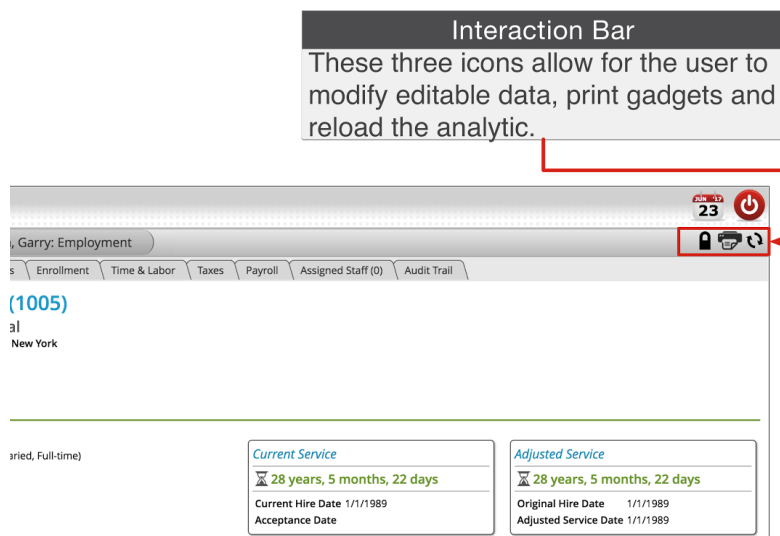 Interaction Bar
These three icons allow for the user to
modify editable data, print gadgets and
reload the analytic.
JUN '17
23
, Garry: Employment
s Enrollment Time & Labor Taxes Payroll Assigned Staff (0) Audit Trail
(1005)
al
New York
aried, Full-time)
Current Service
28 years, 5 months, 22 days
Current Hire Date 1/1/1989
Acceptance Date
Adjusted Service
28 years, 5 months, 22 days
Original Hire Date 1/1/1989
Adjusted Service Date 1/1/1989